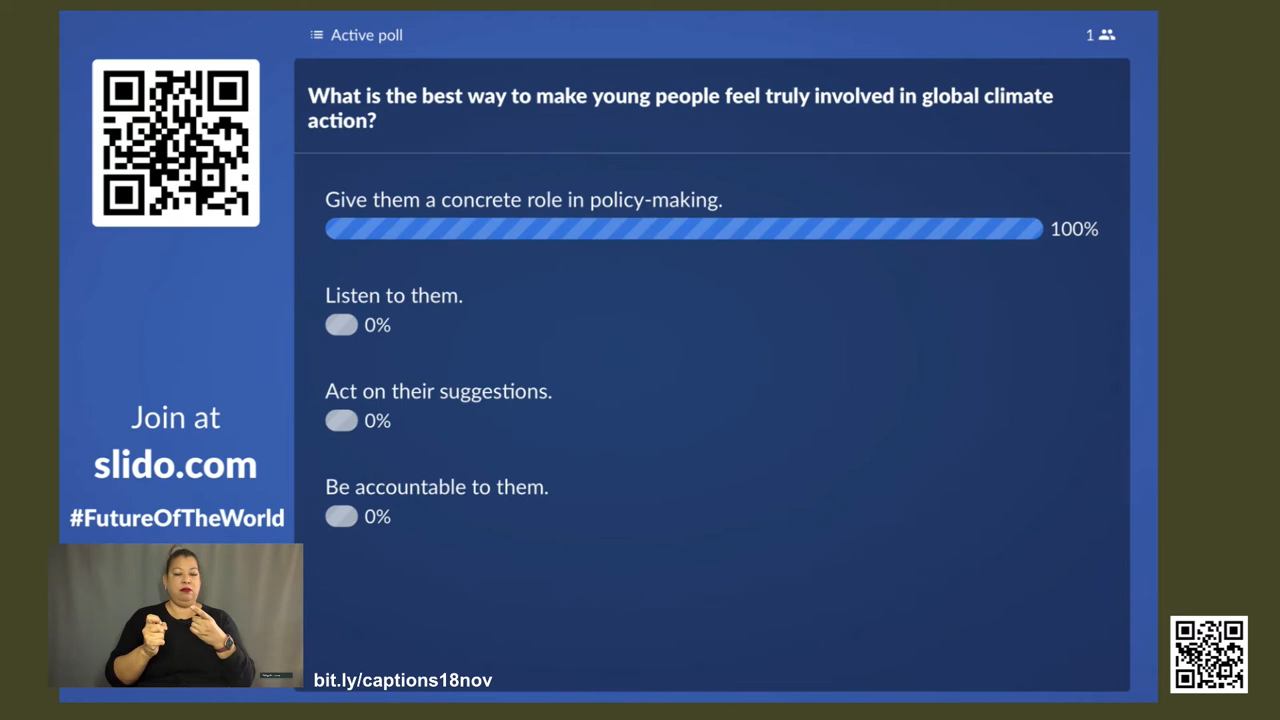 Active poll
1
What is the best way to make young people feel truly involved in global climate
action?
Give them a concrete role in policy-making.
100%
Listen to them.
0%
Act on their suggestions.
0%
Be accountable to them.
0%
Join at
slido.com
#FutureOfTheWorld
bit.ly/captions18nov